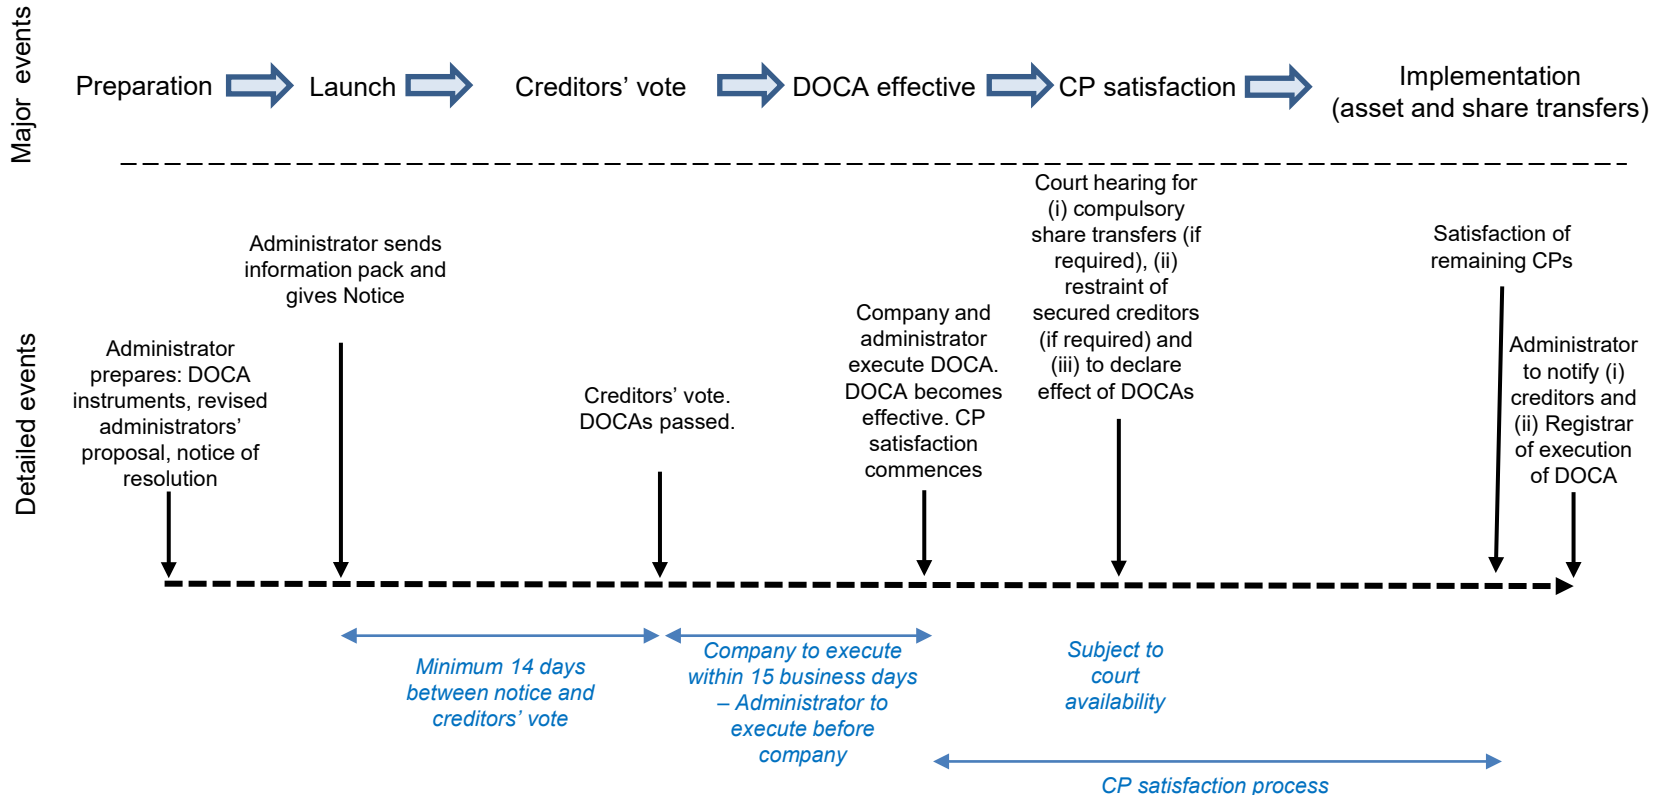 Major events
Preparation
Launch
Creditors’ vote
DOCA effective
CP satisfaction
Implementation
(asset and share transfers)
Detailed events
Administrator
prepares: DOCA
instruments, revised
administrators’
proposal, notice of
resolution
Administrator sends
information pack and
gives Notice
Creditors’ vote.
DOCAs passed.
Company and
administrator
execute DOCA.
DOCA becomes
effective. CP
satisfaction
commences
Court hearing for
(i) compulsory
share transfers (if
required), (ii)
restraint of
secured creditors
(if required) and
(iii) to declare
effect of DOCAs
Satisfaction of
remaining CPs
Administrator
to notify (i)
creditors and
(ii) Registrar
of execution
of DOCA
Minimum 14 days
between notice and
creditors’ vote
Company to execute
within 15 business days
– Administrator to
execute before
company
Subject to
court
availability
CP satisfaction process